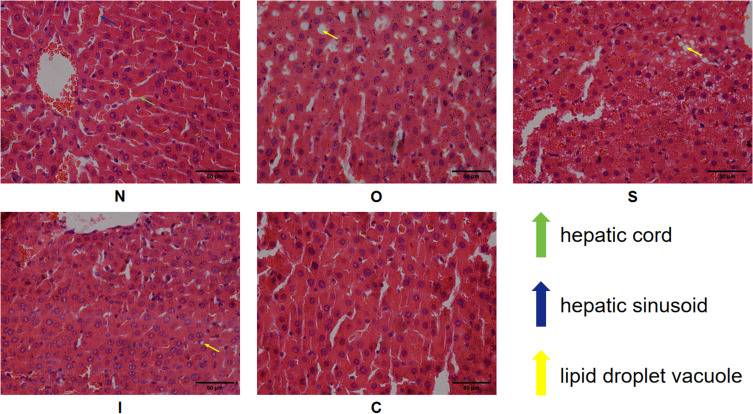 50 μm
50 μm
50 μm
N
O
S
hepatic cord
hepatic sinusoid
lipid droplet vacuole
50 μm
50 μm
I
C